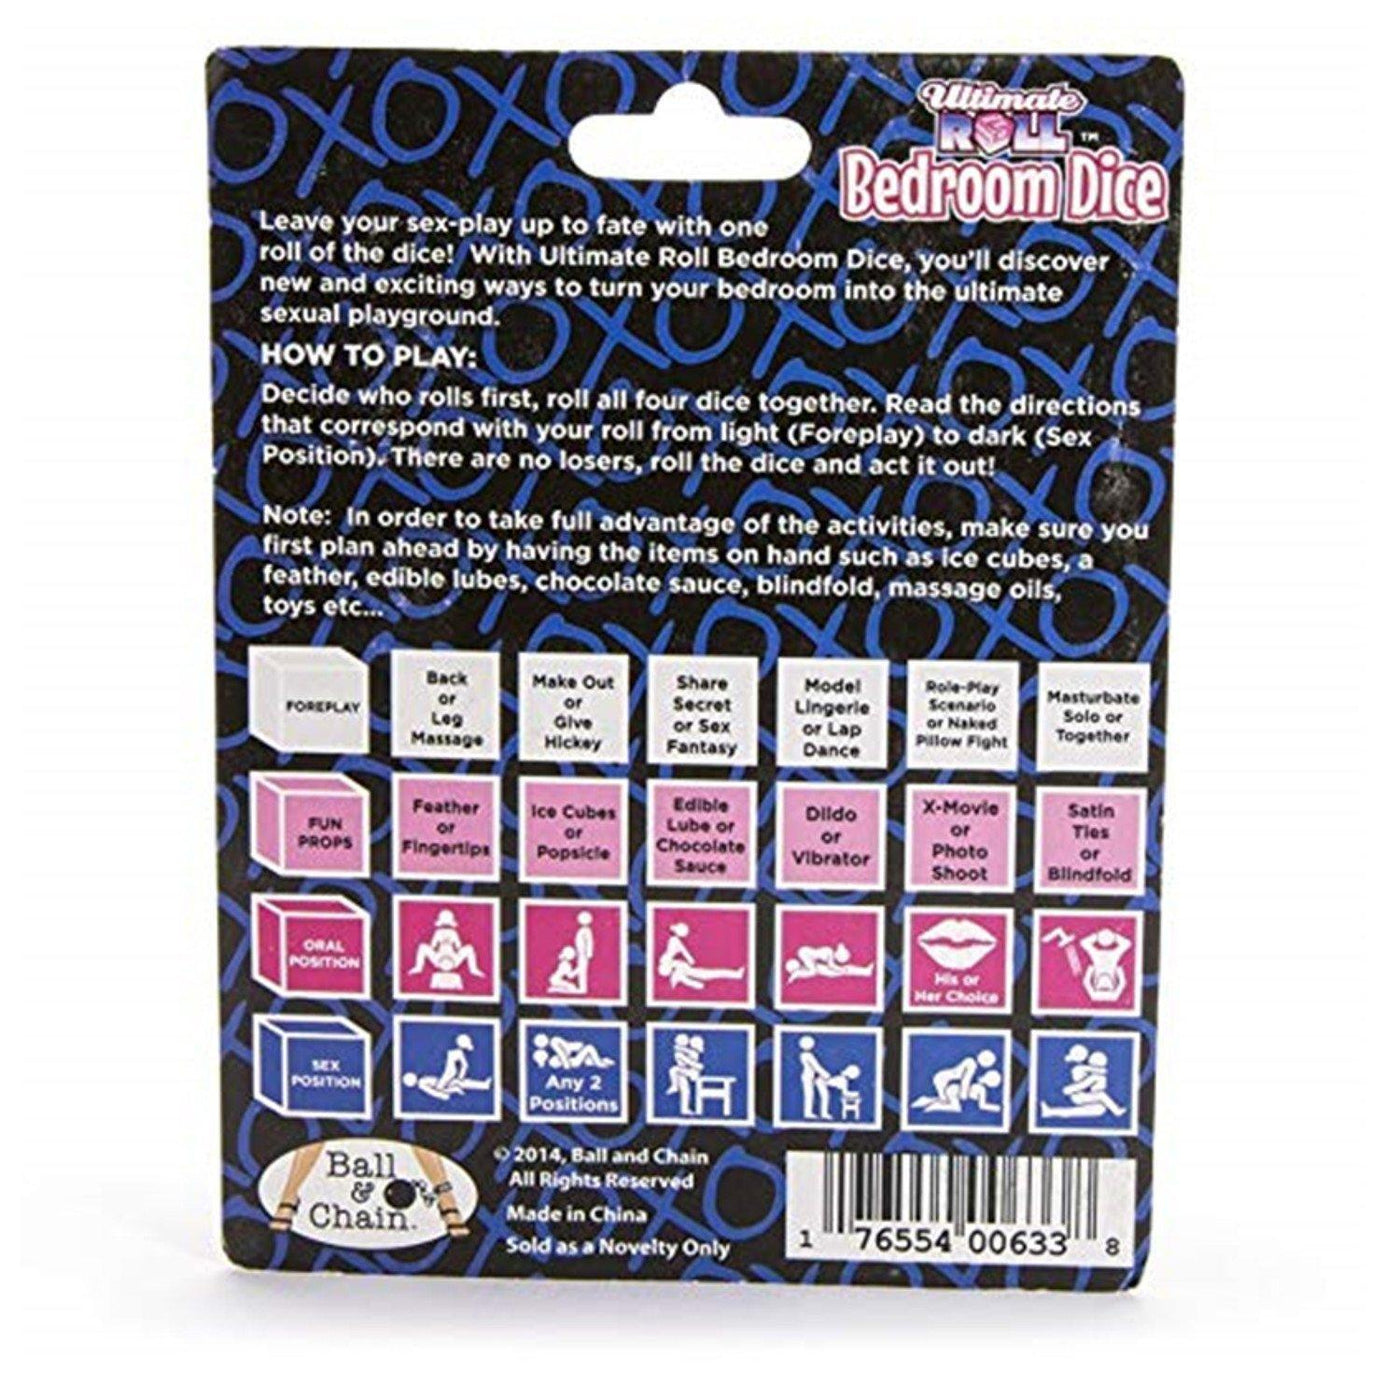 Ultimate
ROLL™
Bedroom Dice
Leave your sex-play up to fate with one
roll of the dice! With Ultimate Roll Bedroom Dice, you'll discover
new and exciting ways to turn your bedroom into the ultimate
sexual playground.
HOW TO PLAY:
Decide who rolls first, roll all four dice together. Read the directions
that correspond with your roll from light (Foreplay) to dark (Sex
Position). There are no losers, roll the dice and act it out!
Note: In order to take full advantage of the activities, make sure you
first plan ahead by having the items on hand such as ice cubes, a
feather, edible lubes, chocolate sauce, blindfold, massage oils,
toys etc...
FOREPLAY
Back
or
Leg
Massage
Make Out
or
Give
Hickey
Share
Secret
or Sex
Fantasy
Model
Lingerie
or Lap
Dance
Role-Play
Scenario
or Naked
Pillow Fight
Masturbate
Solo or
Together
FUN
PROPS
Feather
or
Fingertips
Ice Cubes
or
Popsicle
Edible
Lube or
Chocolate
Sauce
Dildo
or
Vibrator
X-Movie
or
Photo
Shoot
Satin
Ties
or
Blindfold
ORAL
POSITION
His or
Her Choice
SEX
POSITION
Any 2
Positions
Ball
&
Chain.
© 2014, Ball and Chain
All Rights Reserved
Made in China
Sold as a Novelty Only
1 76554 00633 8